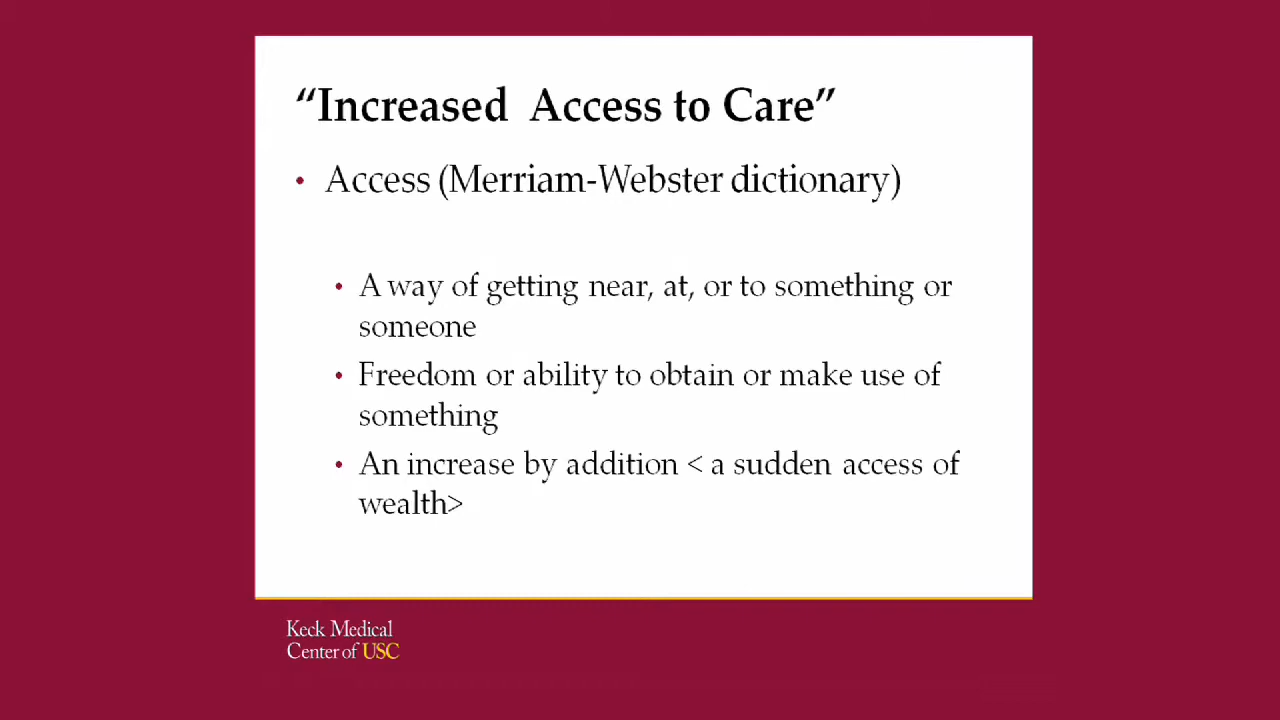 “Increased Access to Care”
• Access (Merriam-Webster dictionary)
• A way of getting near, at, or to something or
someone
• Freedom or ability to obtain or make use of
something
• An increase by addition < a sudden access of
wealth>
Keck Medical
Center of USC